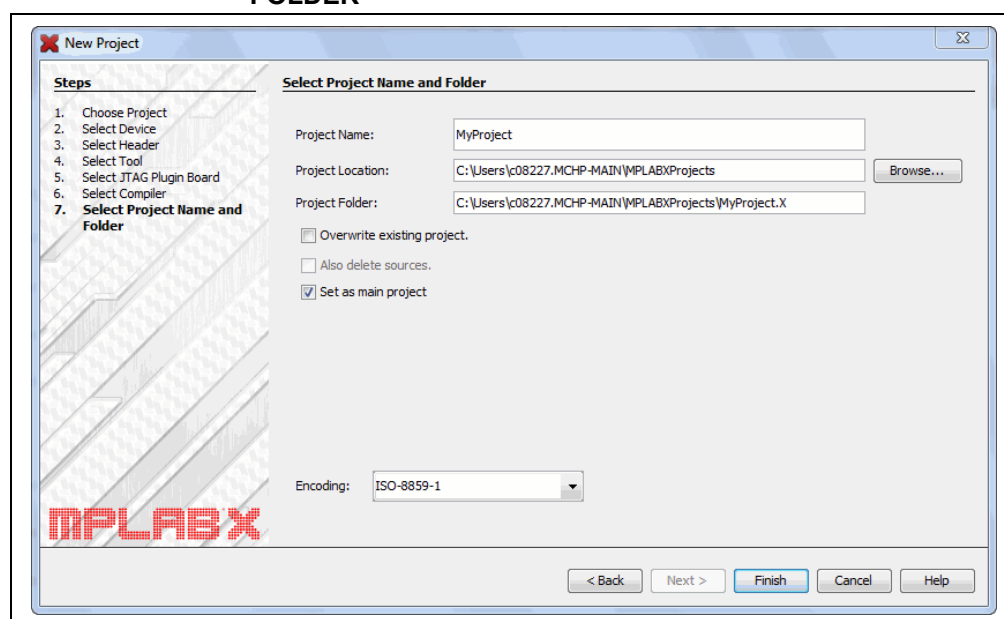 FOLDER
New Project
Steps
1. Choose Project
2. Select Device
3. Select Header
4. Select Tool
5. Select JTAG Plugin Board
6. Select Compiler
7. Select Project Name and
Folder
Select Project Name and Folder
Project Name: MyProject
Project Location: C:\Users\c08227.MCHP-MAIN\MPLABXProjects Browse...
Project Folder: C:\Users\c08227.MCHP-MAIN\MPLABXProjects\MyProject.X
Overwrite existing project.
Also delete sources.
Set as main project
Encoding: ISO-8859-1
MPLAB X
< Back Next > Finish Cancel Help